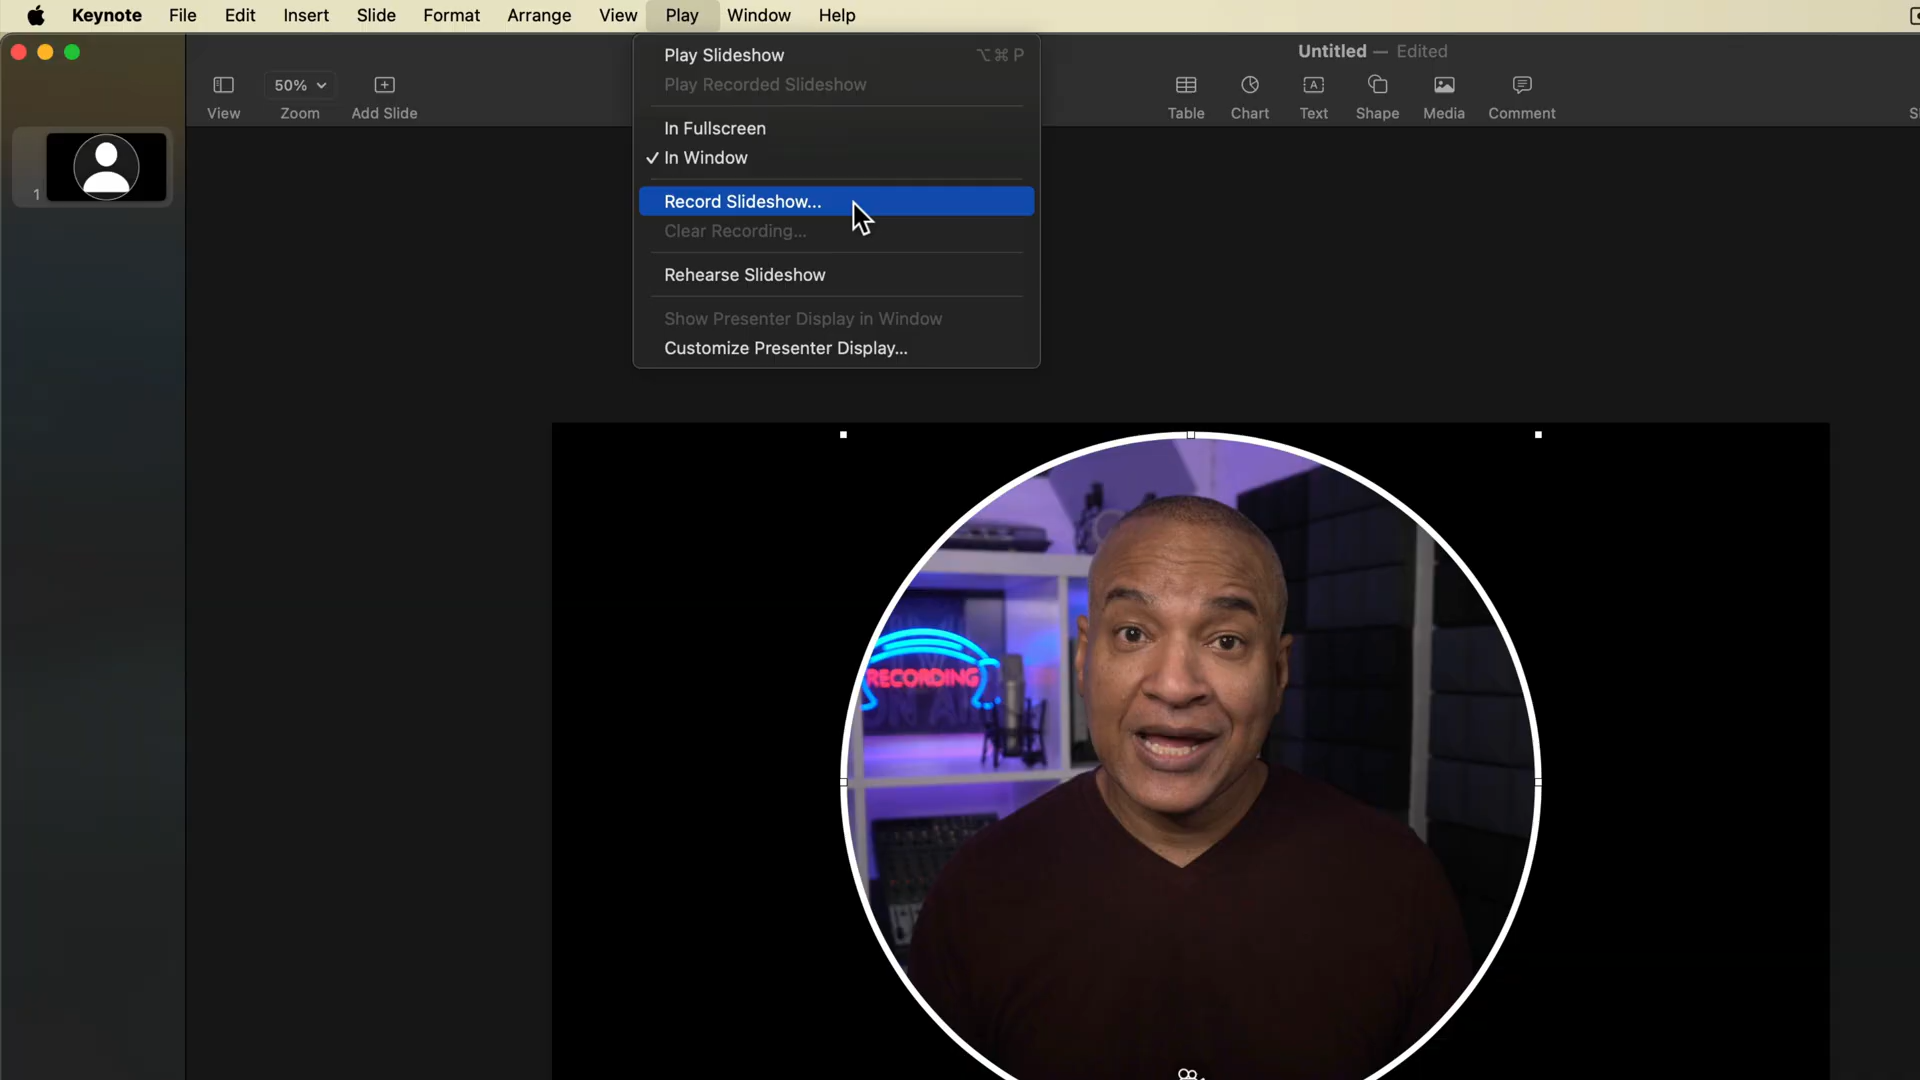 Keynote File Edit Insert Slide Format Arrange View Play Window Help
Untitled — Edited
50%
View Zoom Add Slide
Table Chart Text Shape Media Comment
1
Play Slideshow ⌥⌘P
Play Recorded Slideshow
In Fullscreen
✓ In Window
Record Slideshow...
Clear Recording...
Rehearse Slideshow
Show Presenter Display in Window
Customize Presenter Display...
RECORDING
ON AI